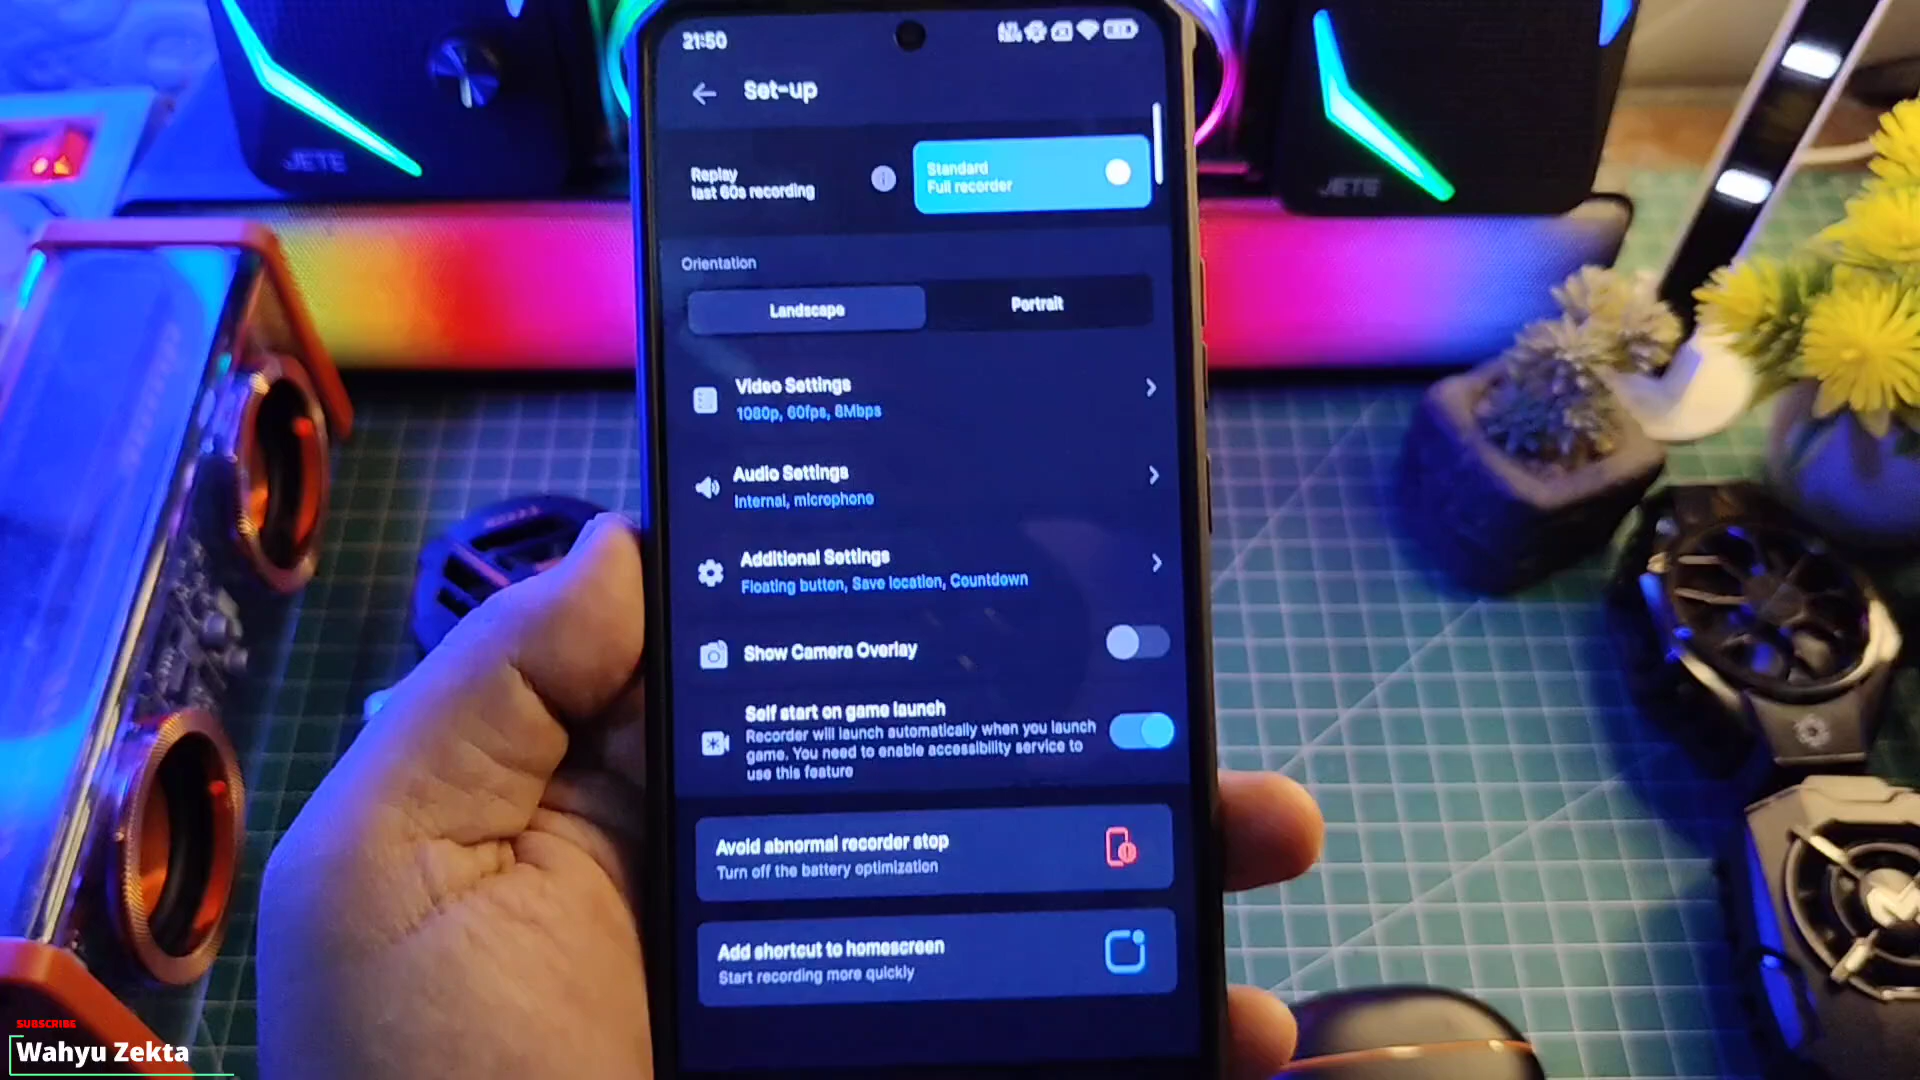 JETE
JETE
21:50
Set-up
Replay
last 60s recording
Standard
Full recorder
Orientation
Landscape
Portrait
Video Settings
1080p, 60fps, 8Mbps
Audio Settings
Internal, microphone
Additional Settings
Floating button, Save location, Countdown
Show Camera Overlay
Self start on game launch
Recorder will launch automatically when you launch
game. You need to enable accessibility service to
use this feature
Avoid abnormal recorder stop
Turn off the battery optimization
Add shortcut to homescreen
Start recording more quickly
SUBSCRIBE
Wahyu Zekta